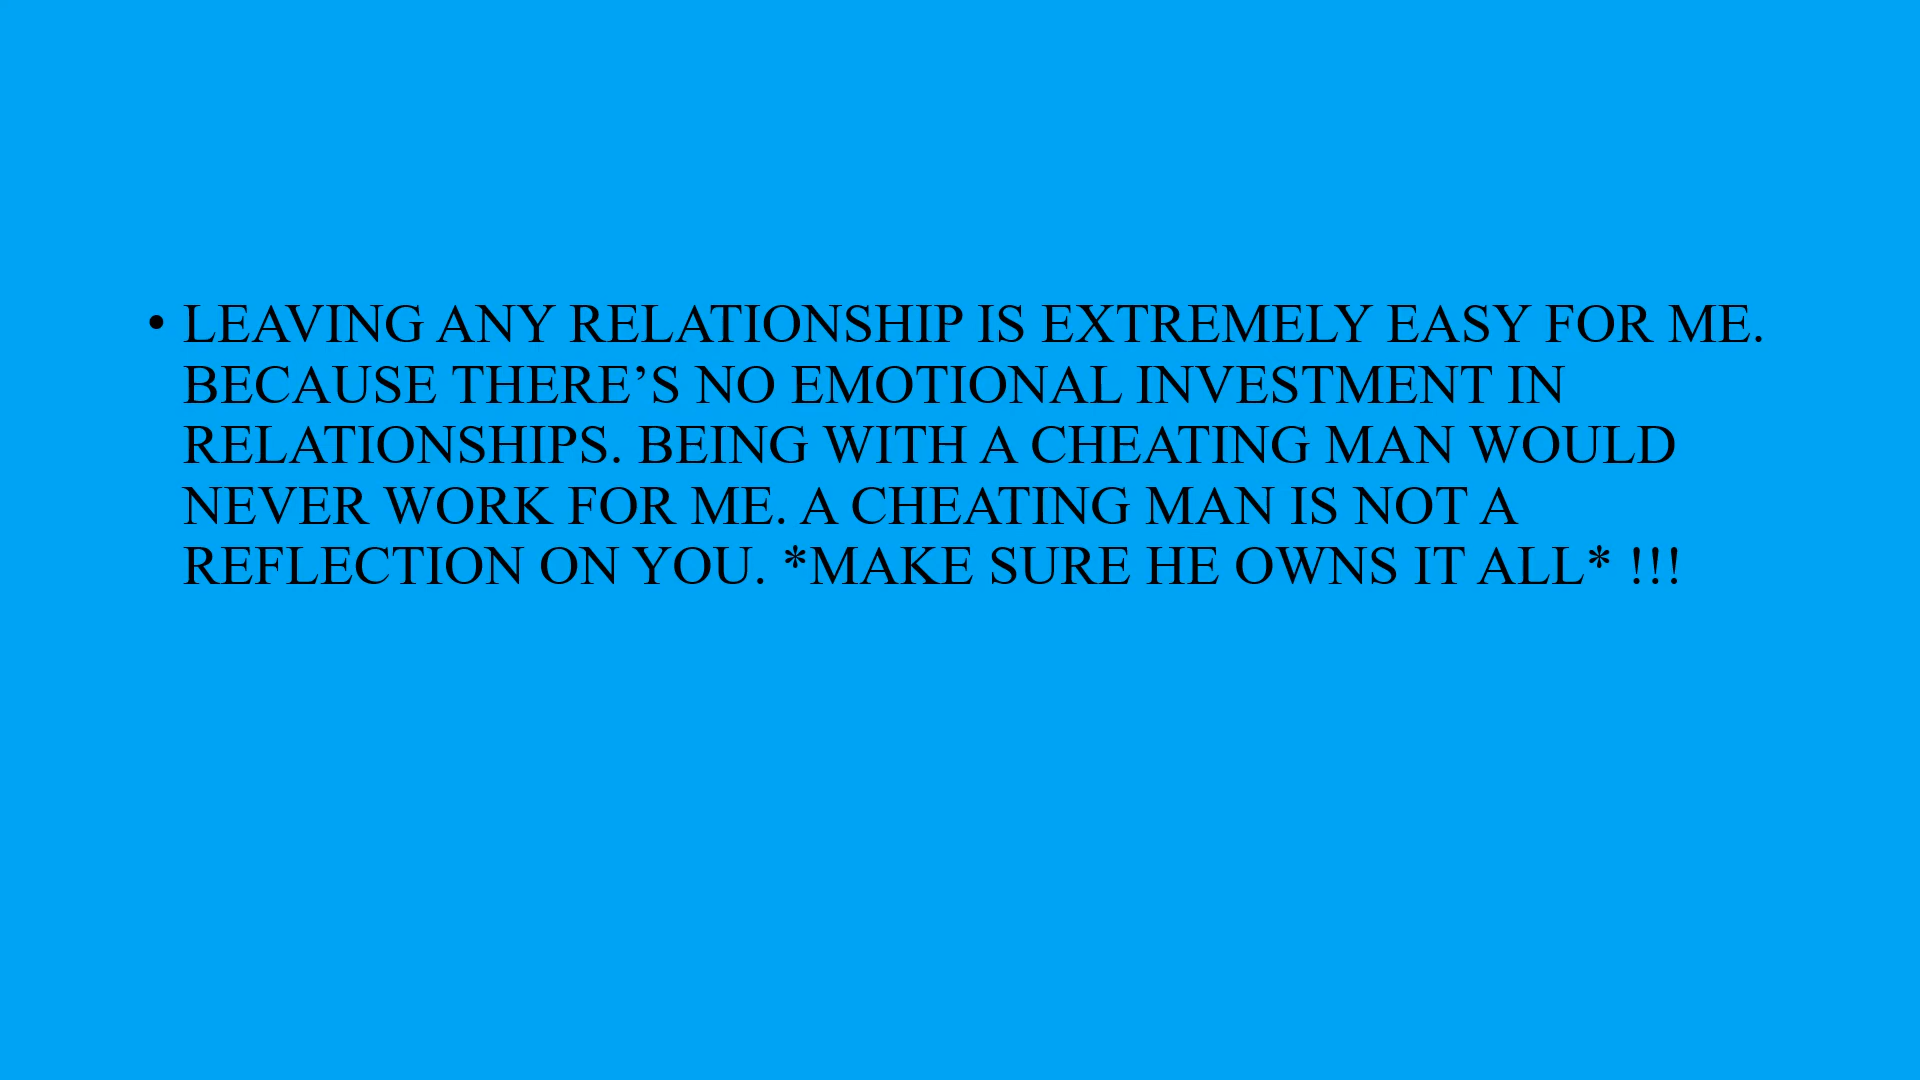 • LEAVING ANY RELATIONSHIP IS EXTREMELY EASY FOR ME.
BECAUSE THERE’S NO EMOTIONAL INVESTMENT IN
RELATIONSHIPS. BEING WITH A CHEATING MAN WOULD
NEVER WORK FOR ME. A CHEATING MAN IS NOT A
REFLECTION ON YOU. *MAKE SURE HE OWNS IT ALL* !!!